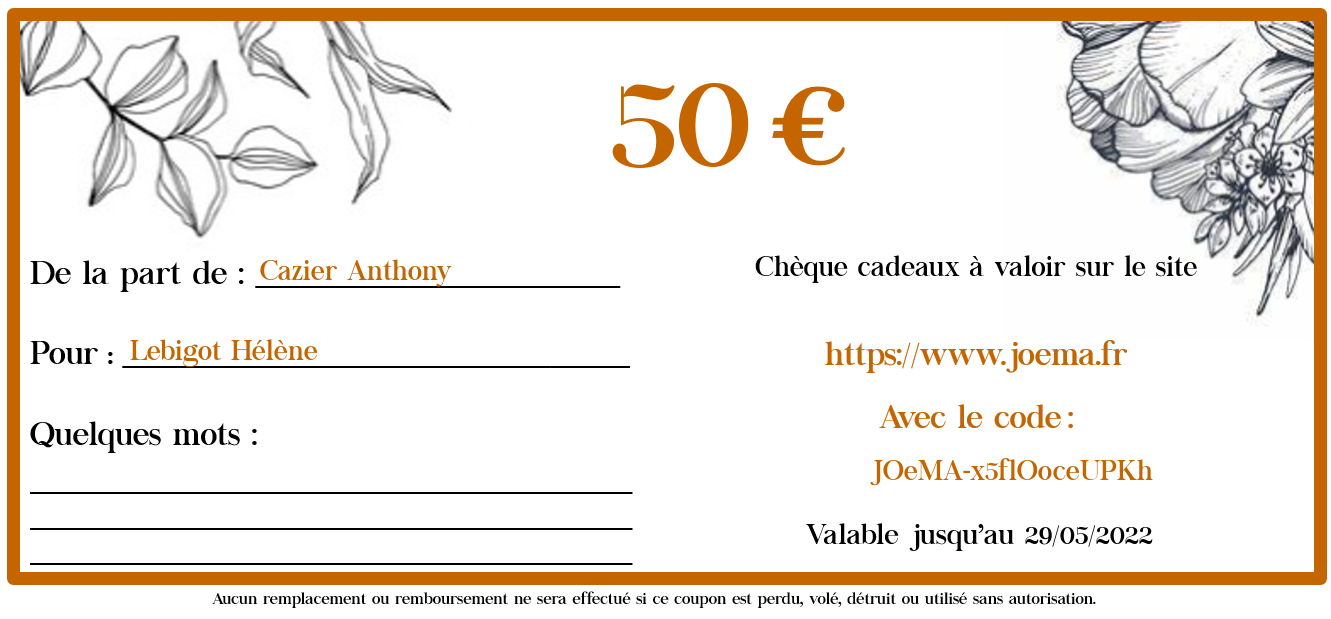 50 €
De la part de : Cazier Anthony
Pour : Lebigot Hélène
Quelques mots :
Chèque cadeaux à valoir sur le site
https://www.joema.fr
Avec le code :
JOeMA-x5flOoceUPKh
Valable jusqu'au 29/05/2022
Aucun remplacement ou remboursement ne sera effectué si ce coupon est perdu, volé, détruit ou utilisé sans autorisation.